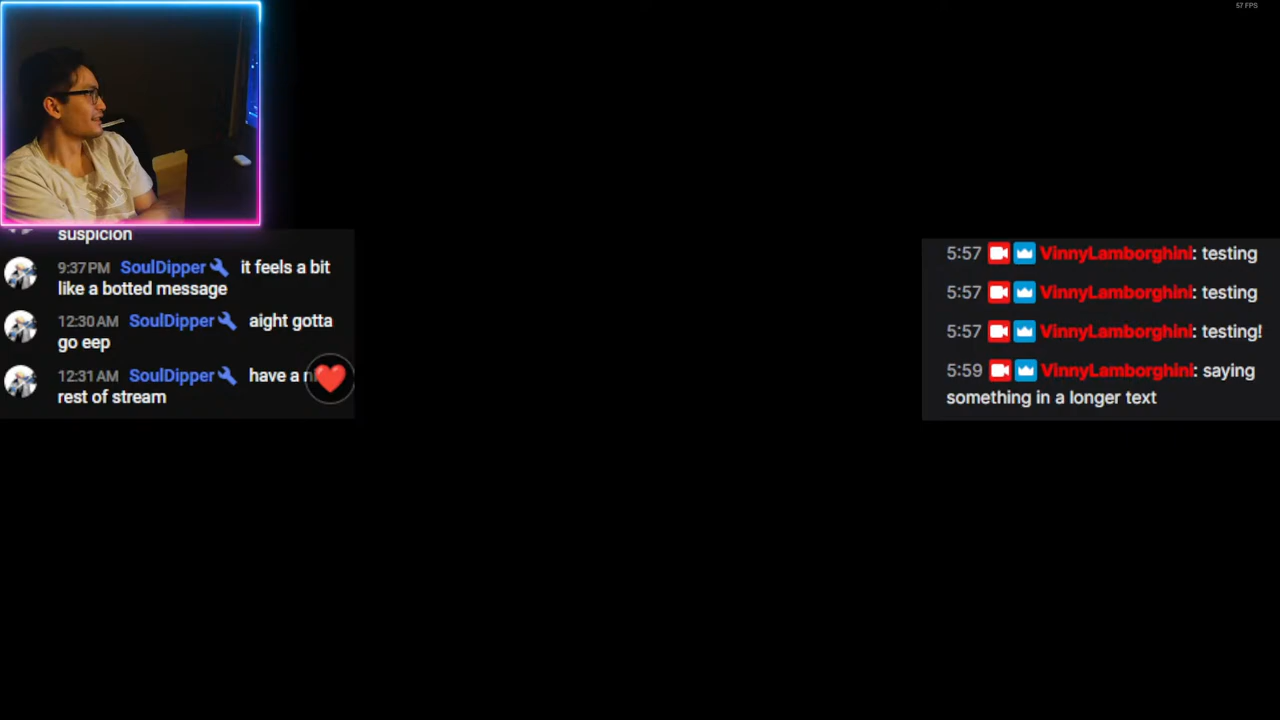 57 FPS
suspicion
9:37 PM SoulDipper it feels a bit
like a botted message
12:30 AM SoulDipper aight gotta
go eep
12:31 AM SoulDipper have a
rest of stream
5:57 VinnyLamborghini: testing
5:57 VinnyLamborghini: testing
5:57 VinnyLamborghini: testing!
5:59 VinnyLamborghini: saying
something in a longer text